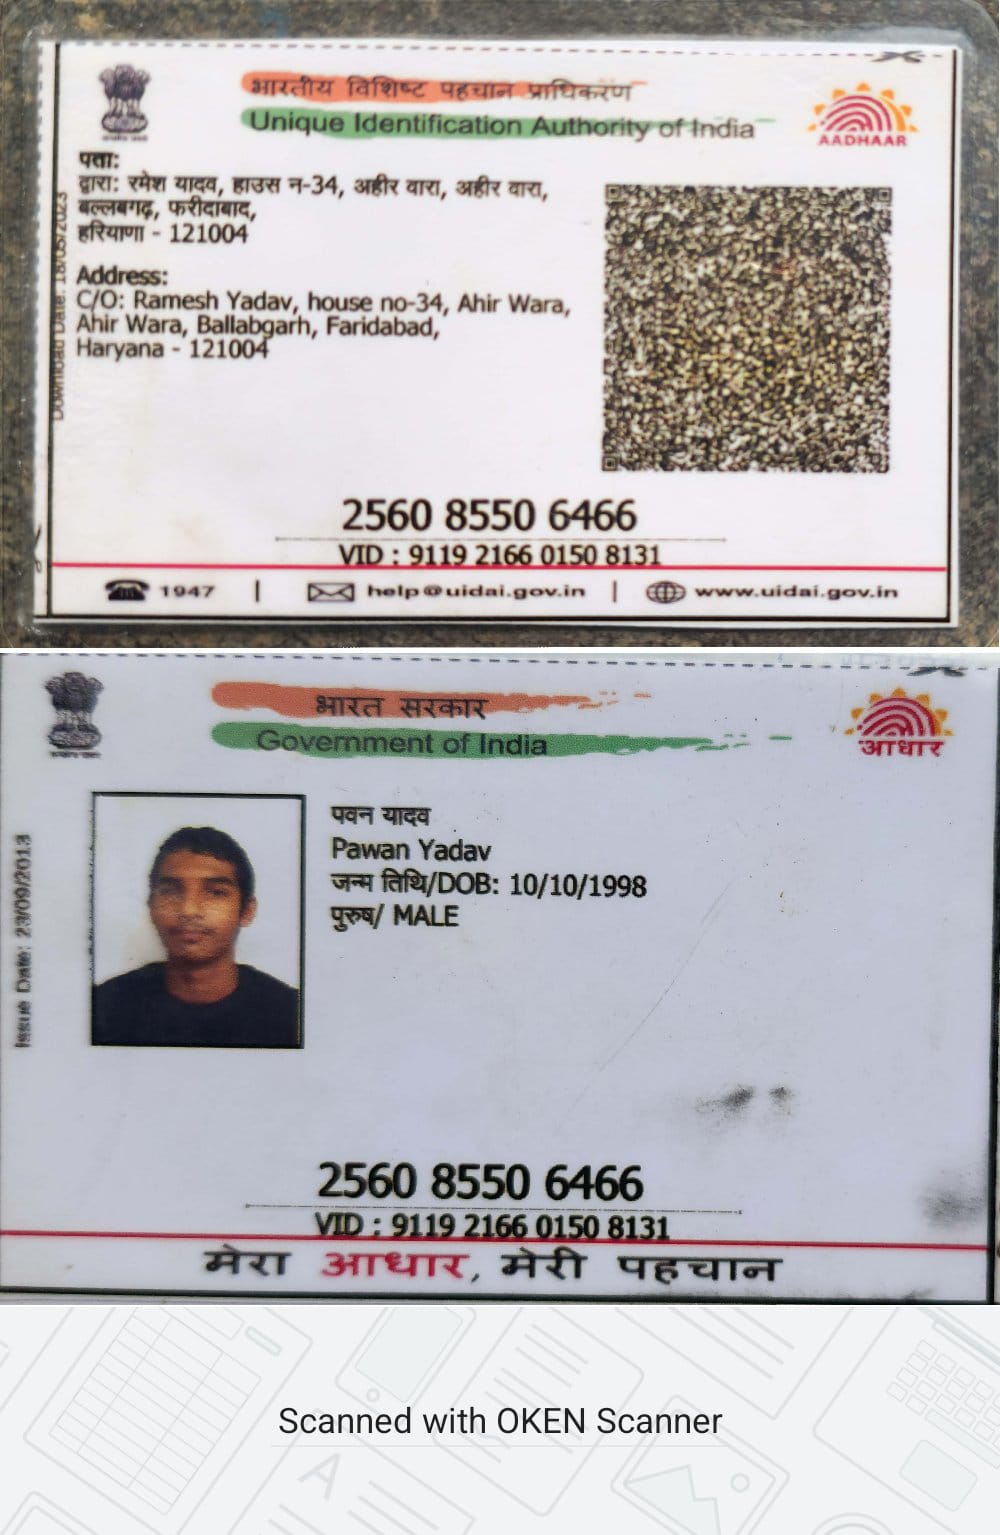 भारतीय विशिष्ट पहचान प्राधिकरण
Unique Identification Authority of India
AADHAAR
पता:
द्वारा: रमेश यादव, हाउस न-34, अहीर वारा, अहीर वारा,
बल्लबगढ़, फरीदाबाद,
हरियाणा - 121004
Address:
C/O: Ramesh Yadav, house no-34, Ahir Wara,
Ahir Wara, Ballabgarh, Faridabad,
Haryana - 121004
Download Date: 18/05/2023
2560 8550 6466
VID : 9119 2166 0150 8131
1947 | help@uidai.gov.in | www.uidai.gov.in
भारत सरकार
Government of India
आधार
पवन यादव
Pawan Yadav
जन्म तिथि/DOB: 10/10/1998
पुरुष/ MALE
Issue Date: 23/09/2013
2560 8550 6466
VID : 9119 2166 0150 8131
मेरा आधार, मेरी पहचान
Scanned with OKEN Scanner